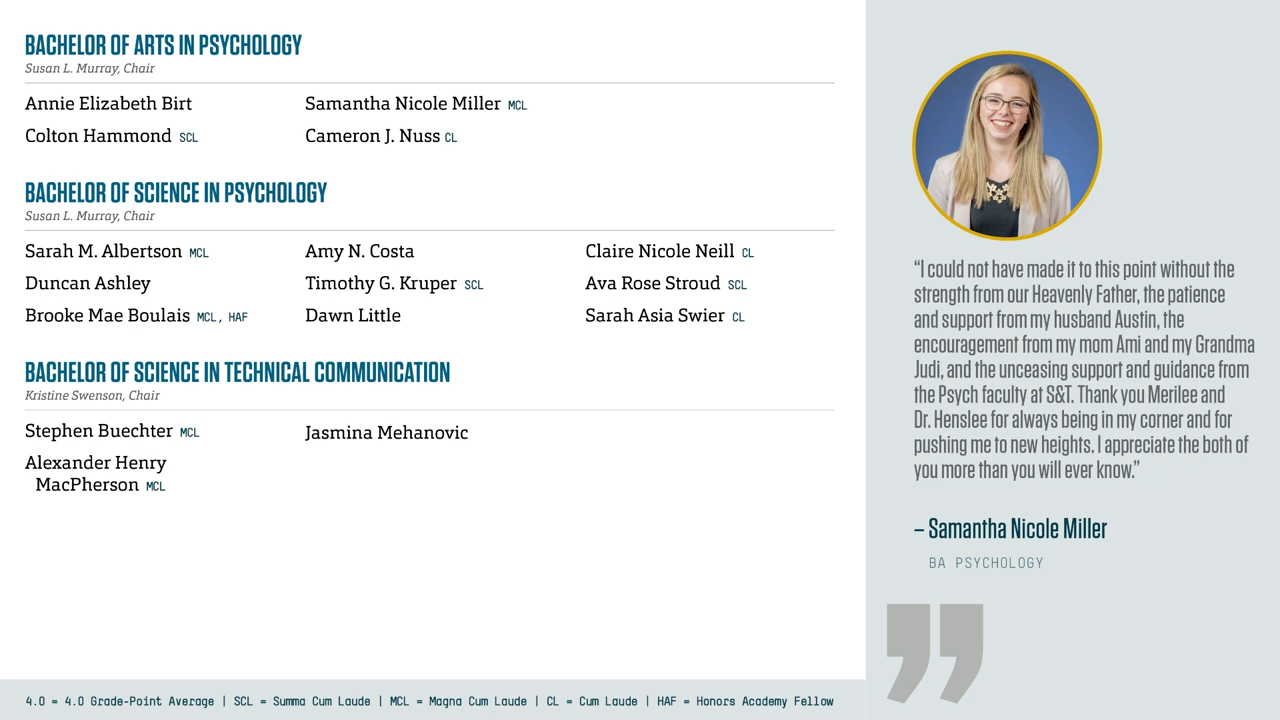 BACHELOR OF ARTS IN PSYCHOLOGY
Susan L. Murray, Chair
Annie Elizabeth Birt
Colton Hammond SCL
Samantha Nicole Miller MCL
Cameron J. Nuss CL
BACHELOR OF SCIENCE IN PSYCHOLOGY
Susan L. Murray, Chair
Sarah M. Albertson MCL
Duncan Ashley
Brooke Mae Boulais MCL, HAF
Amy N. Costa
Timothy G. Kruper SCL
Dawn Little
Claire Nicole Neill CL
Ava Rose Stroud SCL
Sarah Asia Swier CL
BACHELOR OF SCIENCE IN TECHNICAL COMMUNICATION
Kristine Swenson, Chair
Stephen Buechter MCL
Alexander Henry
MacPherson MCL
Jasmina Mehanovic
4.0 = 4.0 Grade-Point Average | SCL = Summa Cum Laude | MCL = Magna Cum Laude | CL = Cum Laude | HAF = Honors Academy Fellow
“I could not have made it to this point without the
strength from our Heavenly Father, the patience
and support from my husband Austin, the
encouragement from my mom Ami and my Grandma
Judi, and the unceasing support and guidance from
the Psych faculty at S&T. Thank you Merilee and
Dr. Henslee for always being in my corner and for
pushing me to new heights. I appreciate the both of
you more than you will ever know.”
– Samantha Nicole Miller
BA PSYCHOLOGY
”